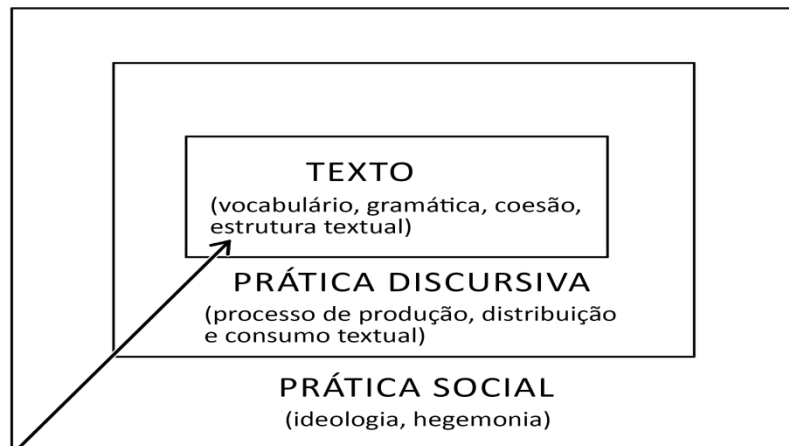 TEXTO
(vocabulário, gramática, coesão,
estrutura textual)
PRÁTICA DISCURSIVA
(processo de produção, distribuição
e consumo textual)
PRÁTICA SOCIAL
(ideologia, hegemonia)